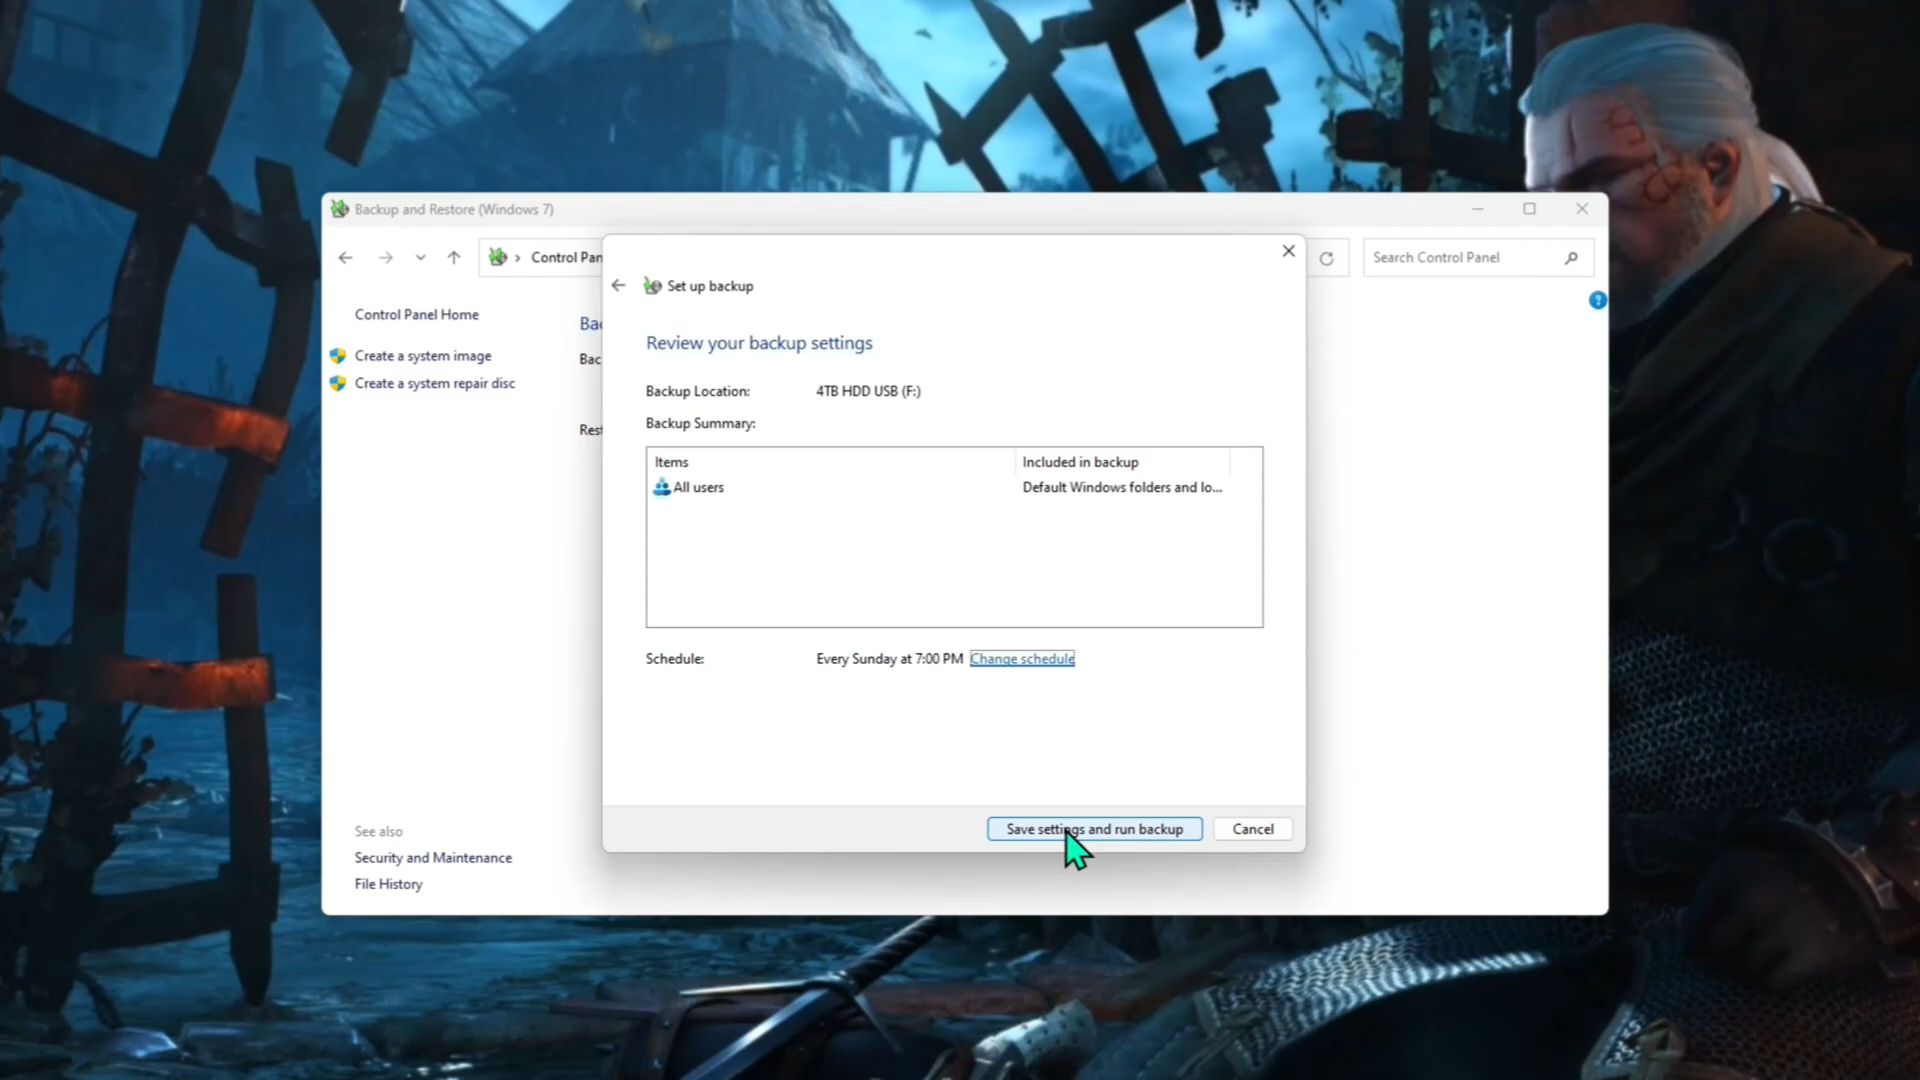 Backup and Restore (Windows 7)
Control Pan
Search Control Panel
Control Panel Home
Create a system image
Create a system repair disc
Bac
Bac
Rest
Set up backup
Review your backup settings
Backup Location: 4TB HDD USB (F:)
Backup Summary:
Items Included in backup
All users Default Windows folders and lo...
Schedule: Every Sunday at 7:00 PM Change schedule
Save settings and run backup Cancel
See also
Security and Maintenance
File History